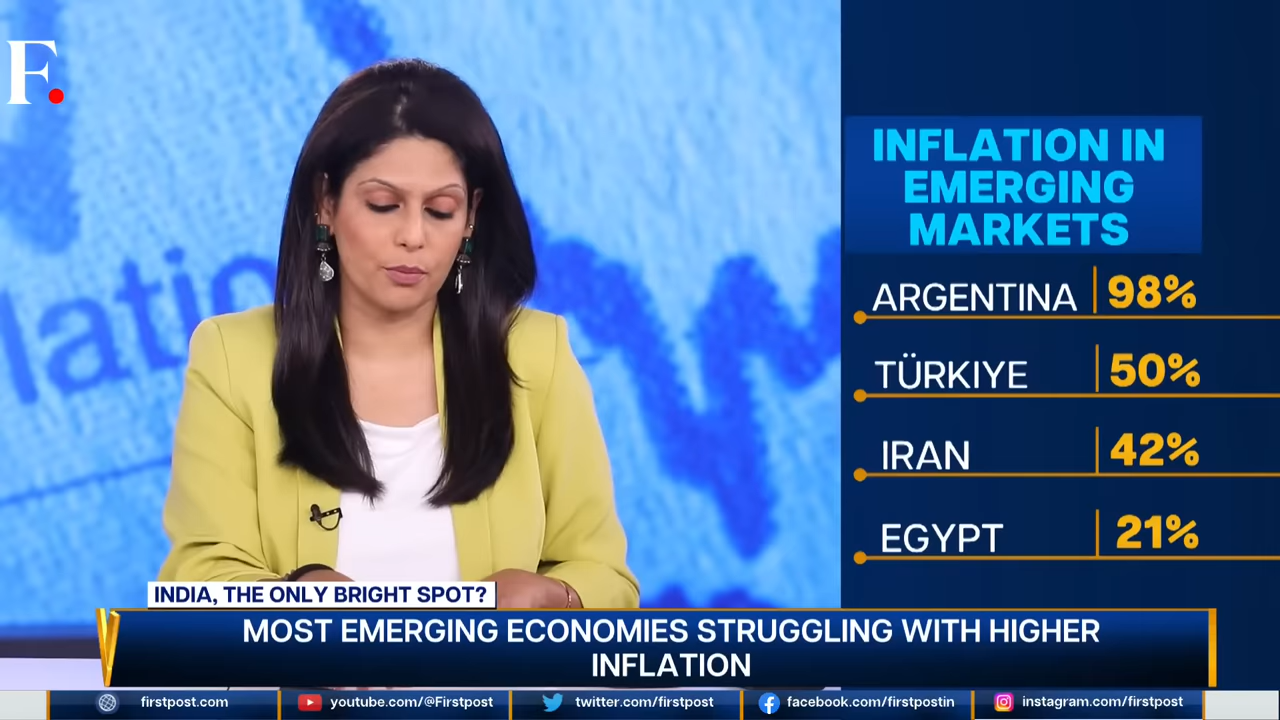 F.
latio
INFLATION IN
EMERGING
MARKETS
ARGENTINA 98%
TÜRKIYE 50%
IRAN 42%
EGYPT 21%
INDIA, THE ONLY BRIGHT SPOT?
MOST EMERGING ECONOMIES STRUGGLING WITH HIGHER
INFLATION
firstpost.com
youtube.com/@Firstpost
twitter.com/firstpost
facebook.com/firstpostin
instagram.com/firstpost